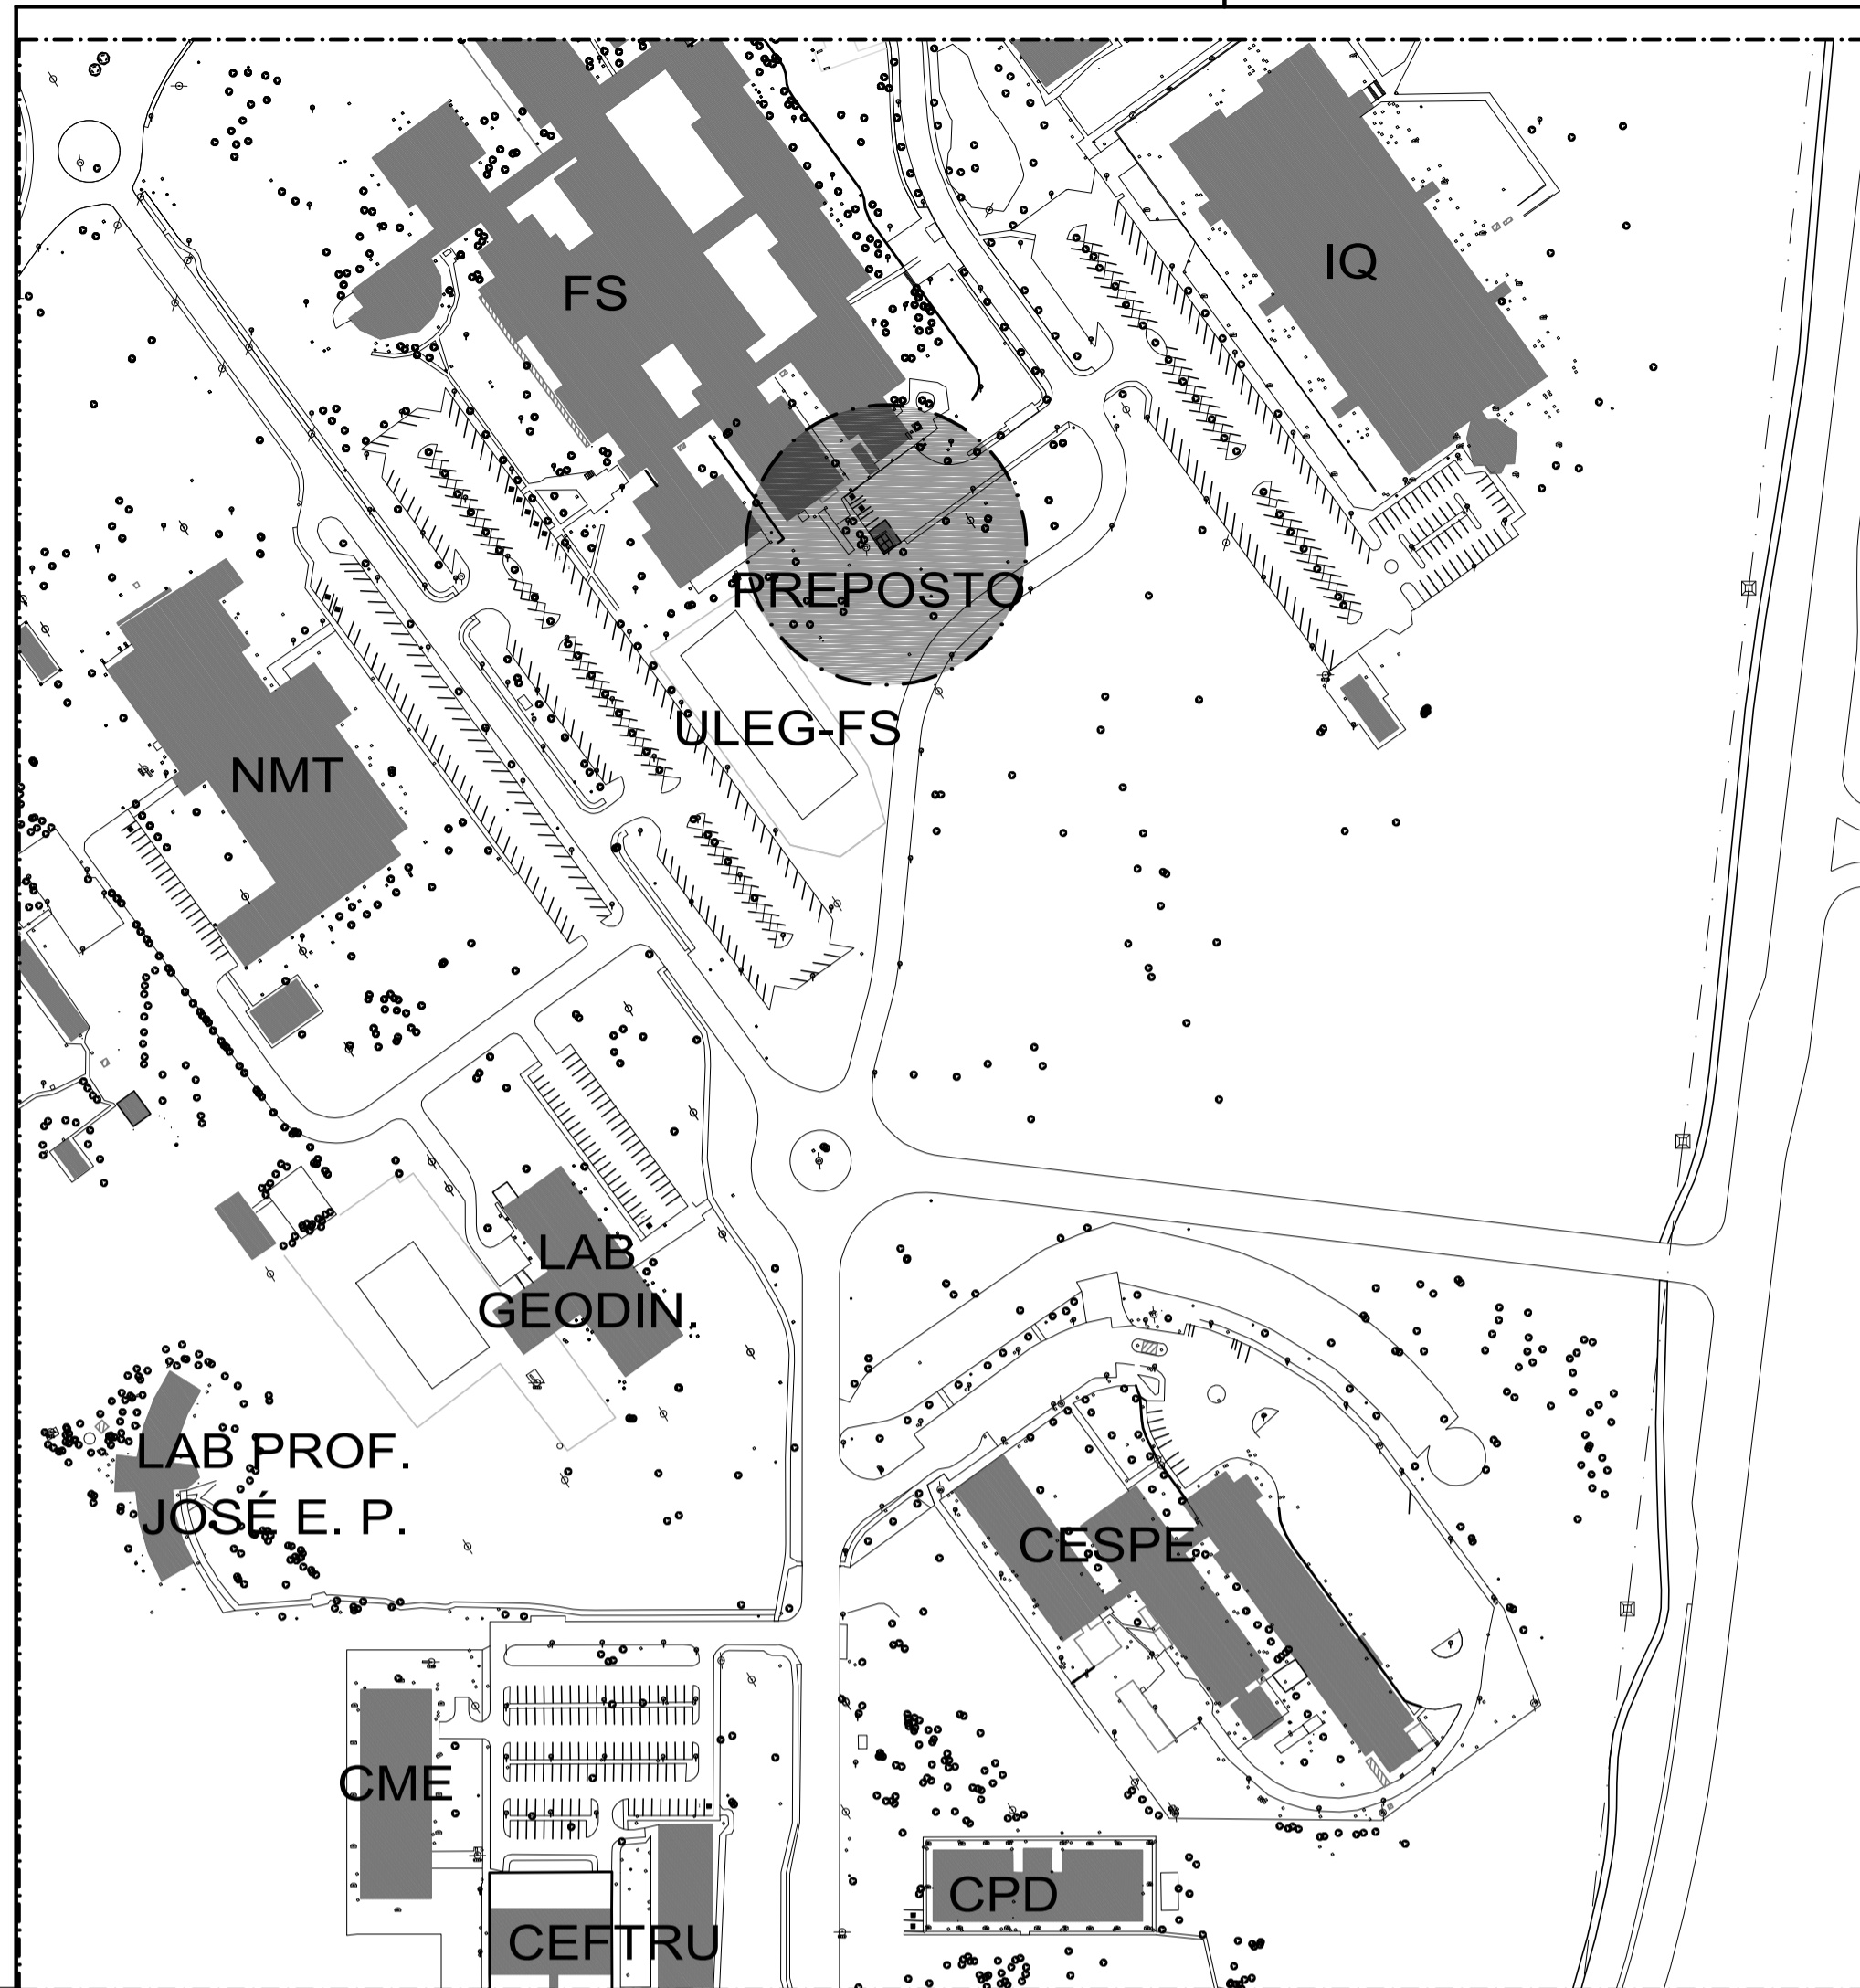 IQ
FS
PREPOSTO
ULEG-FS
NMT
LAB
GEODIN.
LAB PROF.
JOSÉ E. P.
CESPE
CME
CPD
CEFTRU